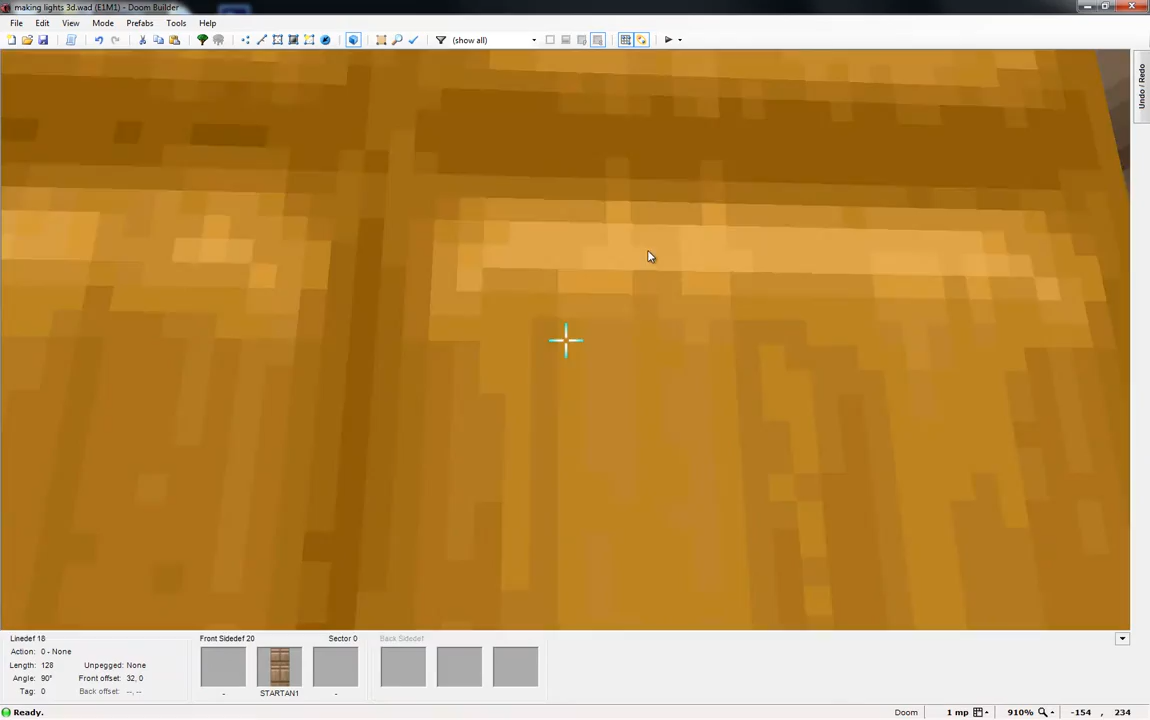 making lights 3d.wad (E1M1) - Doom Builder
File Edit View Mode Prefabs Tools Help
(show all)
Undo / Redo
Linedef 18
Action: 0 - None
Length: 128 Unpegged: None
Angle: 90° Front offset: 32, 0
Tag: 0 Back offset: --, --
Front Sidedef 20 Sector 0
- STARTAN1 -
Back Sidedef
Ready.
Doom 1 mp 910% -154 , 234